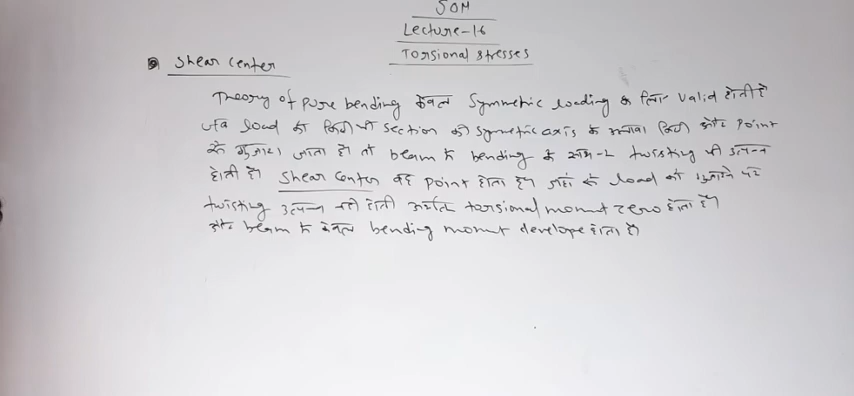 SOM
Lecture-16
Torsional stresses
Shear Center
Theory of pure bending केवल Symmetric loading के लिए valid होती है
यदि load को किसी भी section की symmetric axis के अलावा किसी और point
से गुजारा जाता है तो beam में bending के साथ-2 twisting भी उत्पन्न
होती है। Shear Center वह point होता है जहां से load को गुजारने पर
twisting उत्पन्न नही होती अर्थात torsional moment zero होता है।
और beam में केवल bending moment develope होता है।